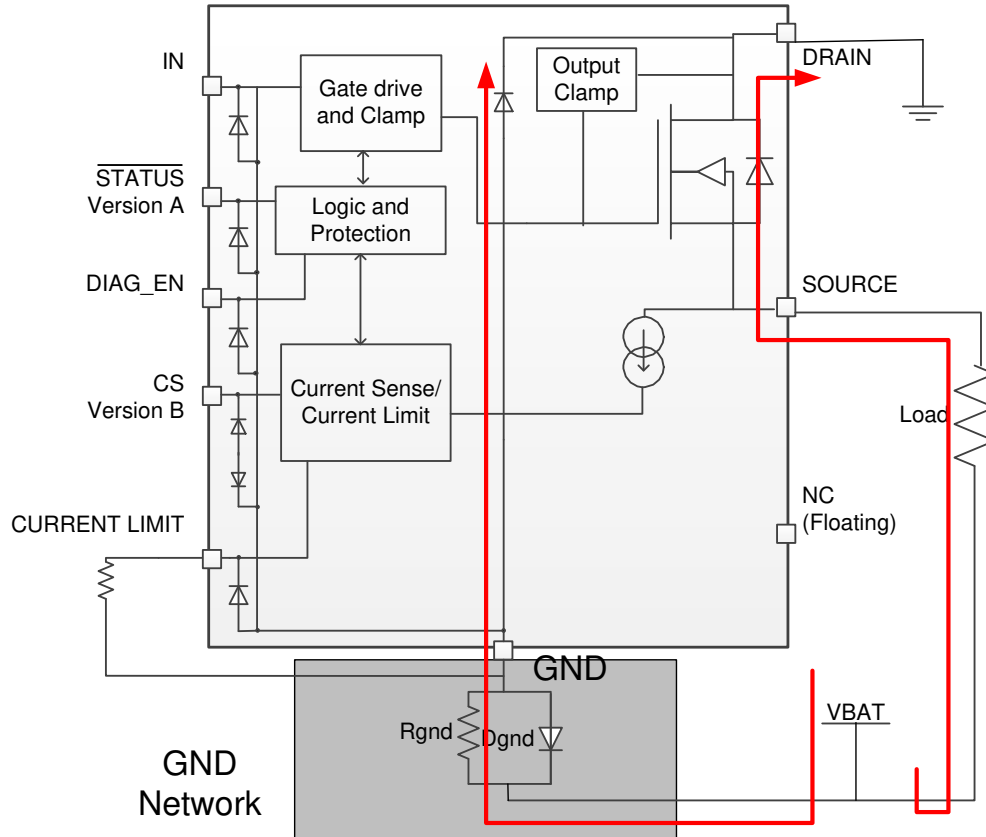 IN
DRAIN
Output
Clamp
Gate drive
and Clamp
STATUS
Version A
Logic and
Protection
DIAG_EN
SOURCE
CS
Version B
Current Sense/
Current Limit
Load
NC
(Floating)
CURRENT LIMIT
GND
VBAT
Rgnd
Dgnd
GND
Network